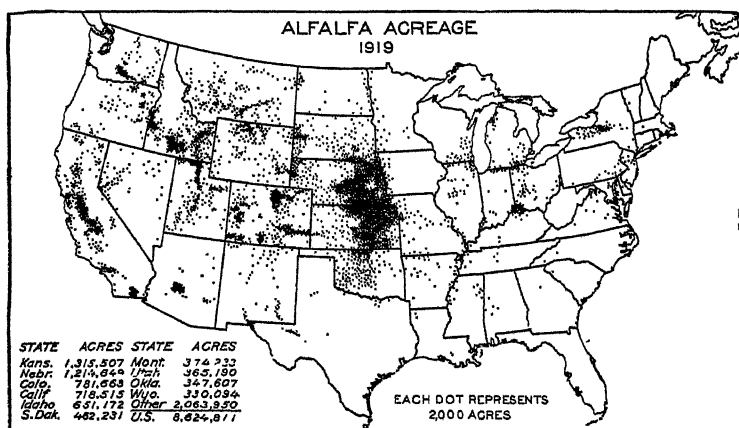 ALFALFA ACREAGE
1919
STATE ACRES STATE ACRES
Kans. 1,315,507 Mont. 374,233
Nebr. 1,214,649 Utah 365,190
Colo. 781,663 Okla. 347,607
Calif 718,515 Wyo. 330,094
Idaho 651,172 Other 2,063,950
S.Dak. 462,231 U.S. 8,624,811
EACH DOT REPRESENTS
2,000 ACRES